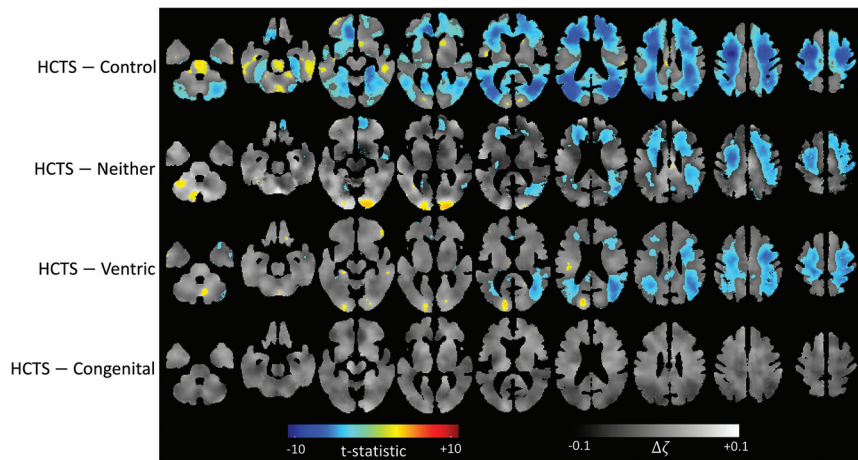 HCTS – Control
HCTS – Neither
HCTS – Ventric
HCTS – Congenital
-10 t-statistic +10
-0.1 Δζ +0.1